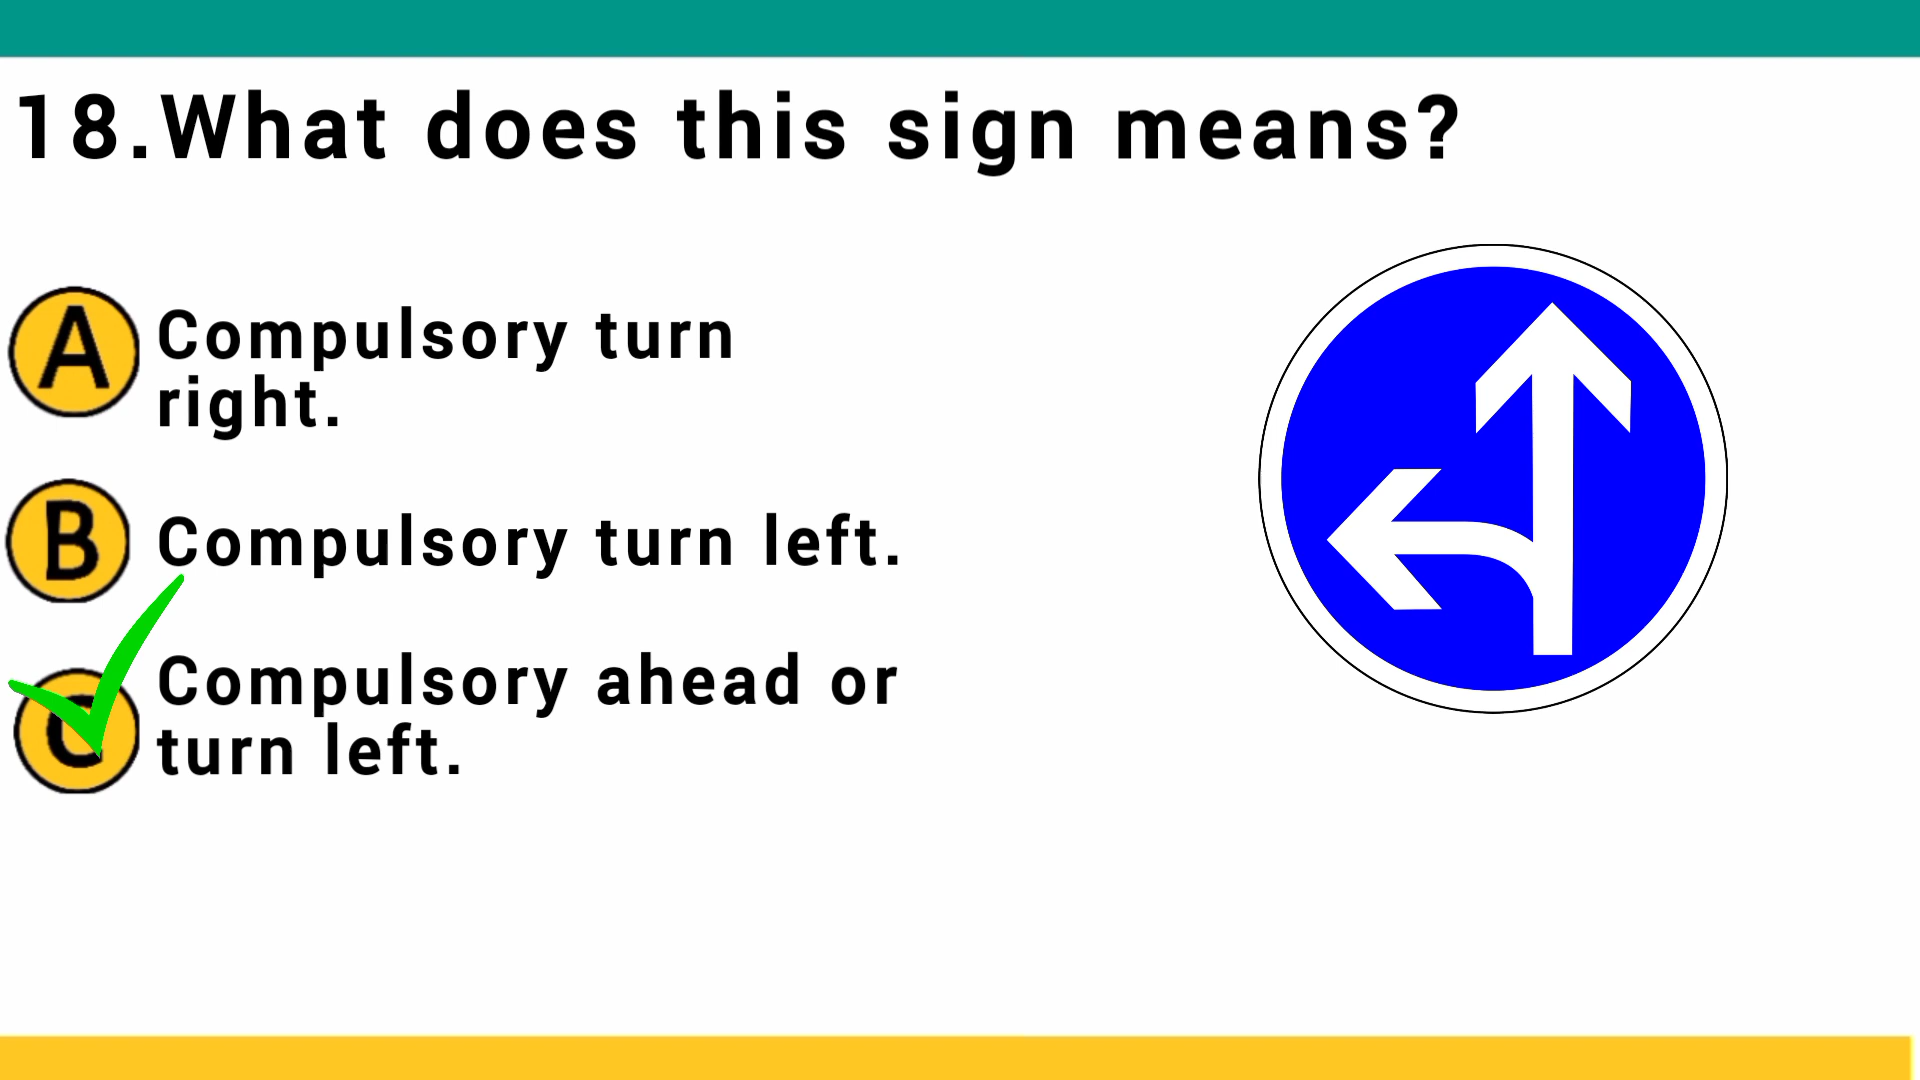 18.What does this sign means?
A Compulsory turn
right.
B Compulsory turn left.
C Compulsory ahead or
turn left.